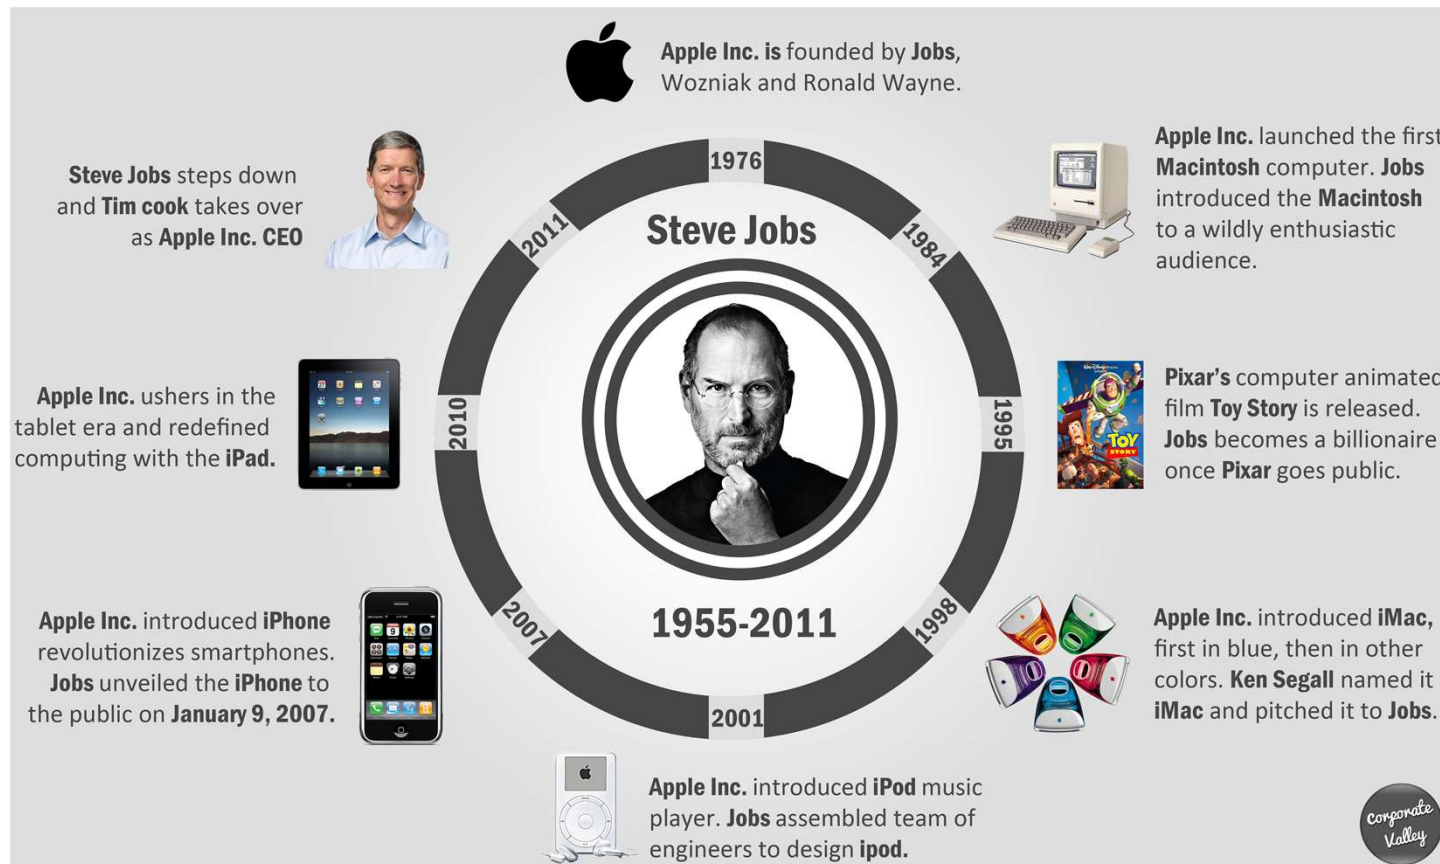 Apple Inc. is founded by Jobs,
Wozniak and Ronald Wayne.
1976
Apple Inc. launched the first
Macintosh computer. Jobs
introduced the Macintosh
to a wildly enthusiastic
audience.
1984
Pixar's computer animated
film Toy Story is released.
Jobs becomes a billionaire
once Pixar goes public.
TOY
STORY
1995
Apple Inc. introduced iMac,
first in blue, then in other
colors. Ken Segall named it
iMac and pitched it to Jobs.
1998
Apple Inc. introduced iPod music
player. Jobs assembled team of
engineers to design ipod.
2001
Apple Inc. introduced iPhone
revolutionizes smartphones.
Jobs unveiled the iPhone to
the public on January 9, 2007.
2007
Apple Inc. ushers in the
tablet era and redefined
computing with the iPad.
2010
Steve Jobs steps down
and Tim cook takes over
as Apple Inc. CEO
2011
Steve Jobs
1955-2011
Corporate
Valley